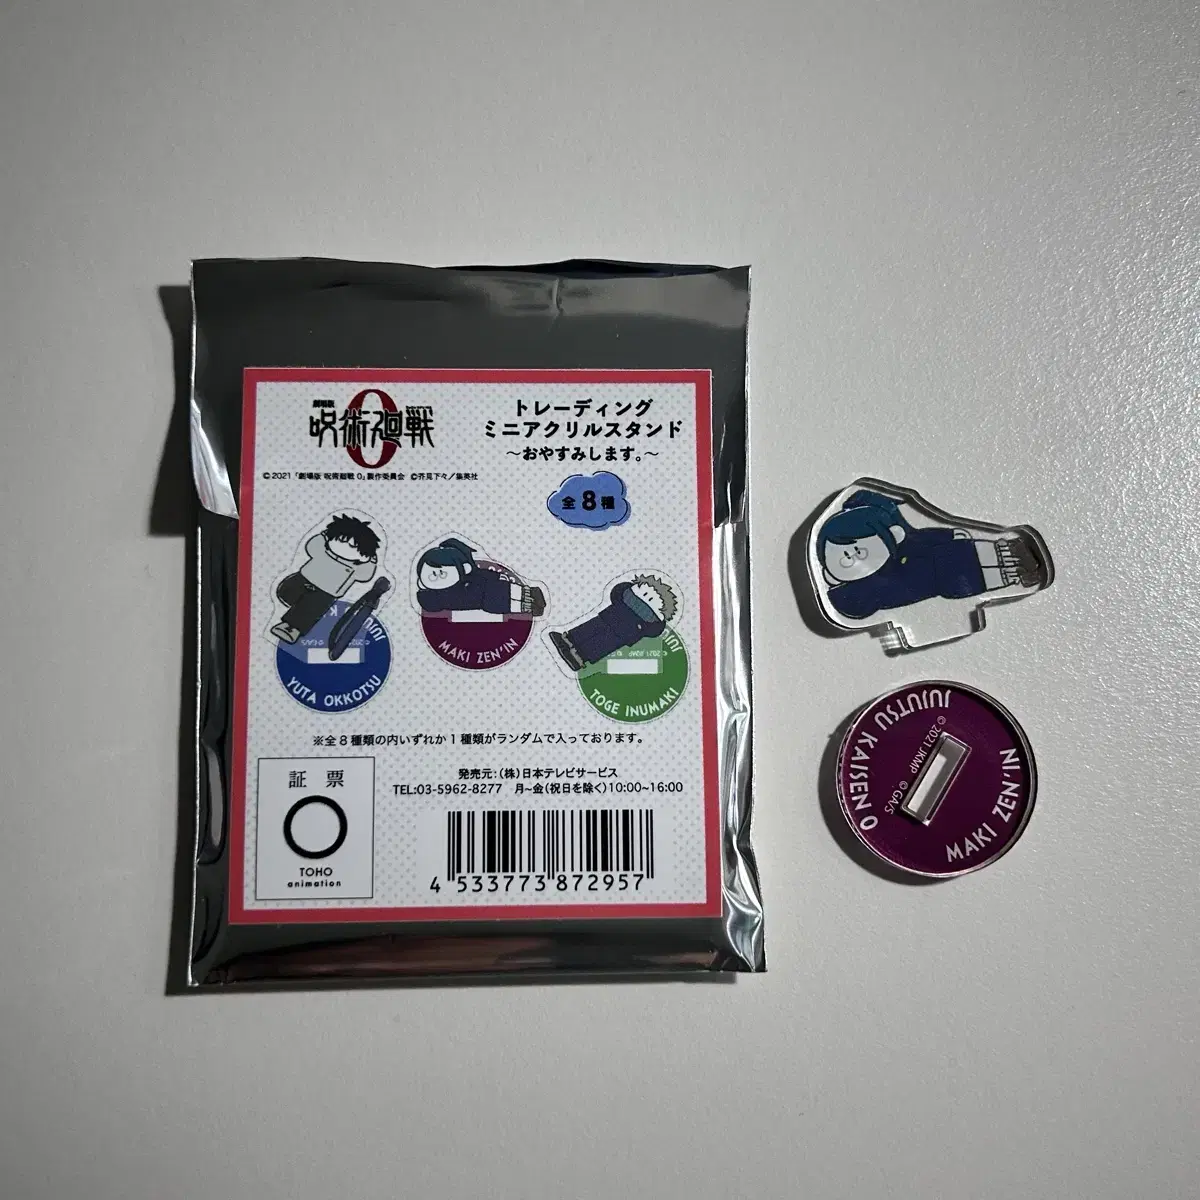 劇場版
呪術廻戦 0
©2021「劇場版 呪術廻戦 0」製作委員会 ©芥見下々／集英社
トレーディング
ミニアクリルスタンド
～おやすみします。～
全8種
YUTA OKKOTSU
MAKI ZEN'IN
TOGE INUMAKI
※全8種類の内いずれか1種類がランダムで入っております。
発売元：(株)日本テレビサービス
TEL:03-5962-8277 月~金(祝日を除く)10:00~16:00
証票
TOHO
animation
4 533773 872957
JUJUTSU KAISEN 0
©2021 JKMP ©GA/S
MAKI ZEN'IN